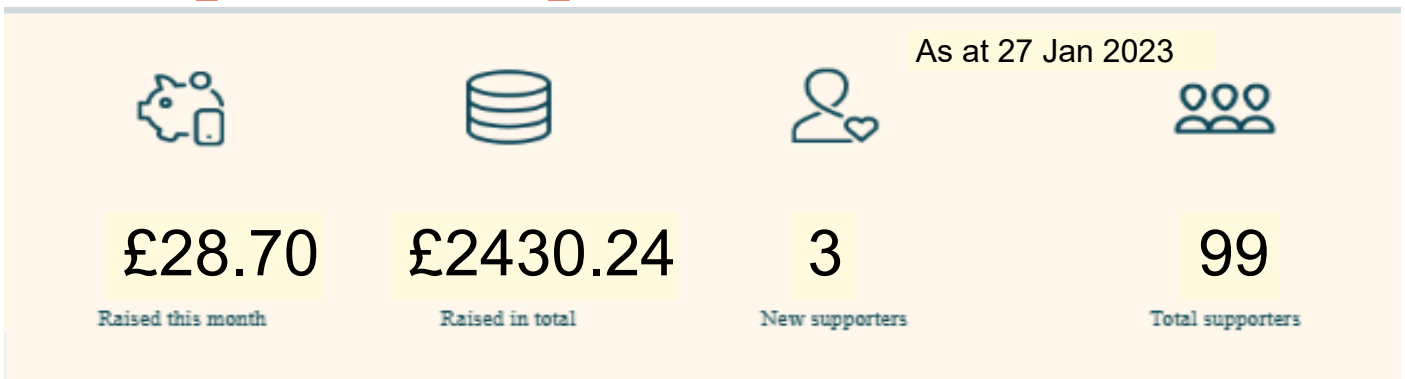 As at 27 Jan 2023
£28.70 £2430.24 3 99
Raised this month Raised in total New supporters Total supporters